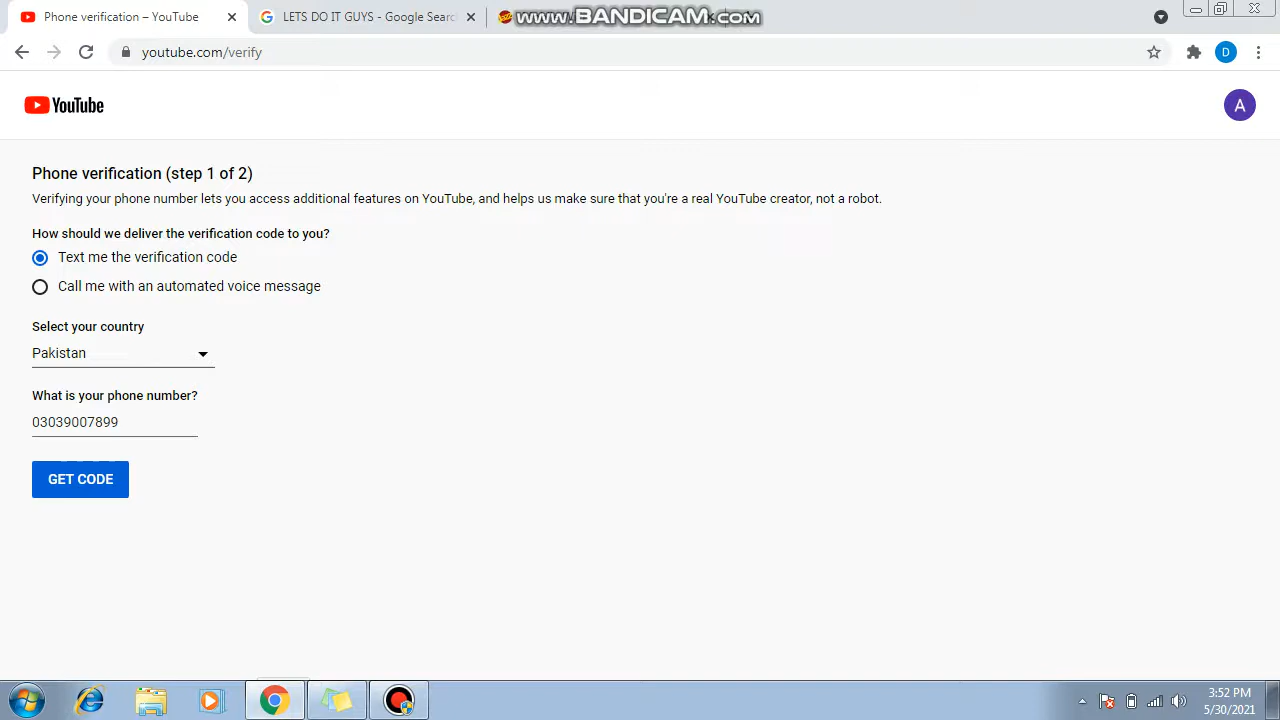 Phone verification – YouTube
LETS DO IT GUYS - Google Sear
www.BANDICAM.com
youtube.com/verify
D
YouTube
A
Phone verification (step 1 of 2)
Verifying your phone number lets you access additional features on YouTube, and helps us make sure that you're a real YouTube creator, not a robot.
How should we deliver the verification code to you?
Text me the verification code
Call me with an automated voice message
Select your country
Pakistan
What is your phone number?
03039007899
GET CODE
3:52 PM
5/30/2021